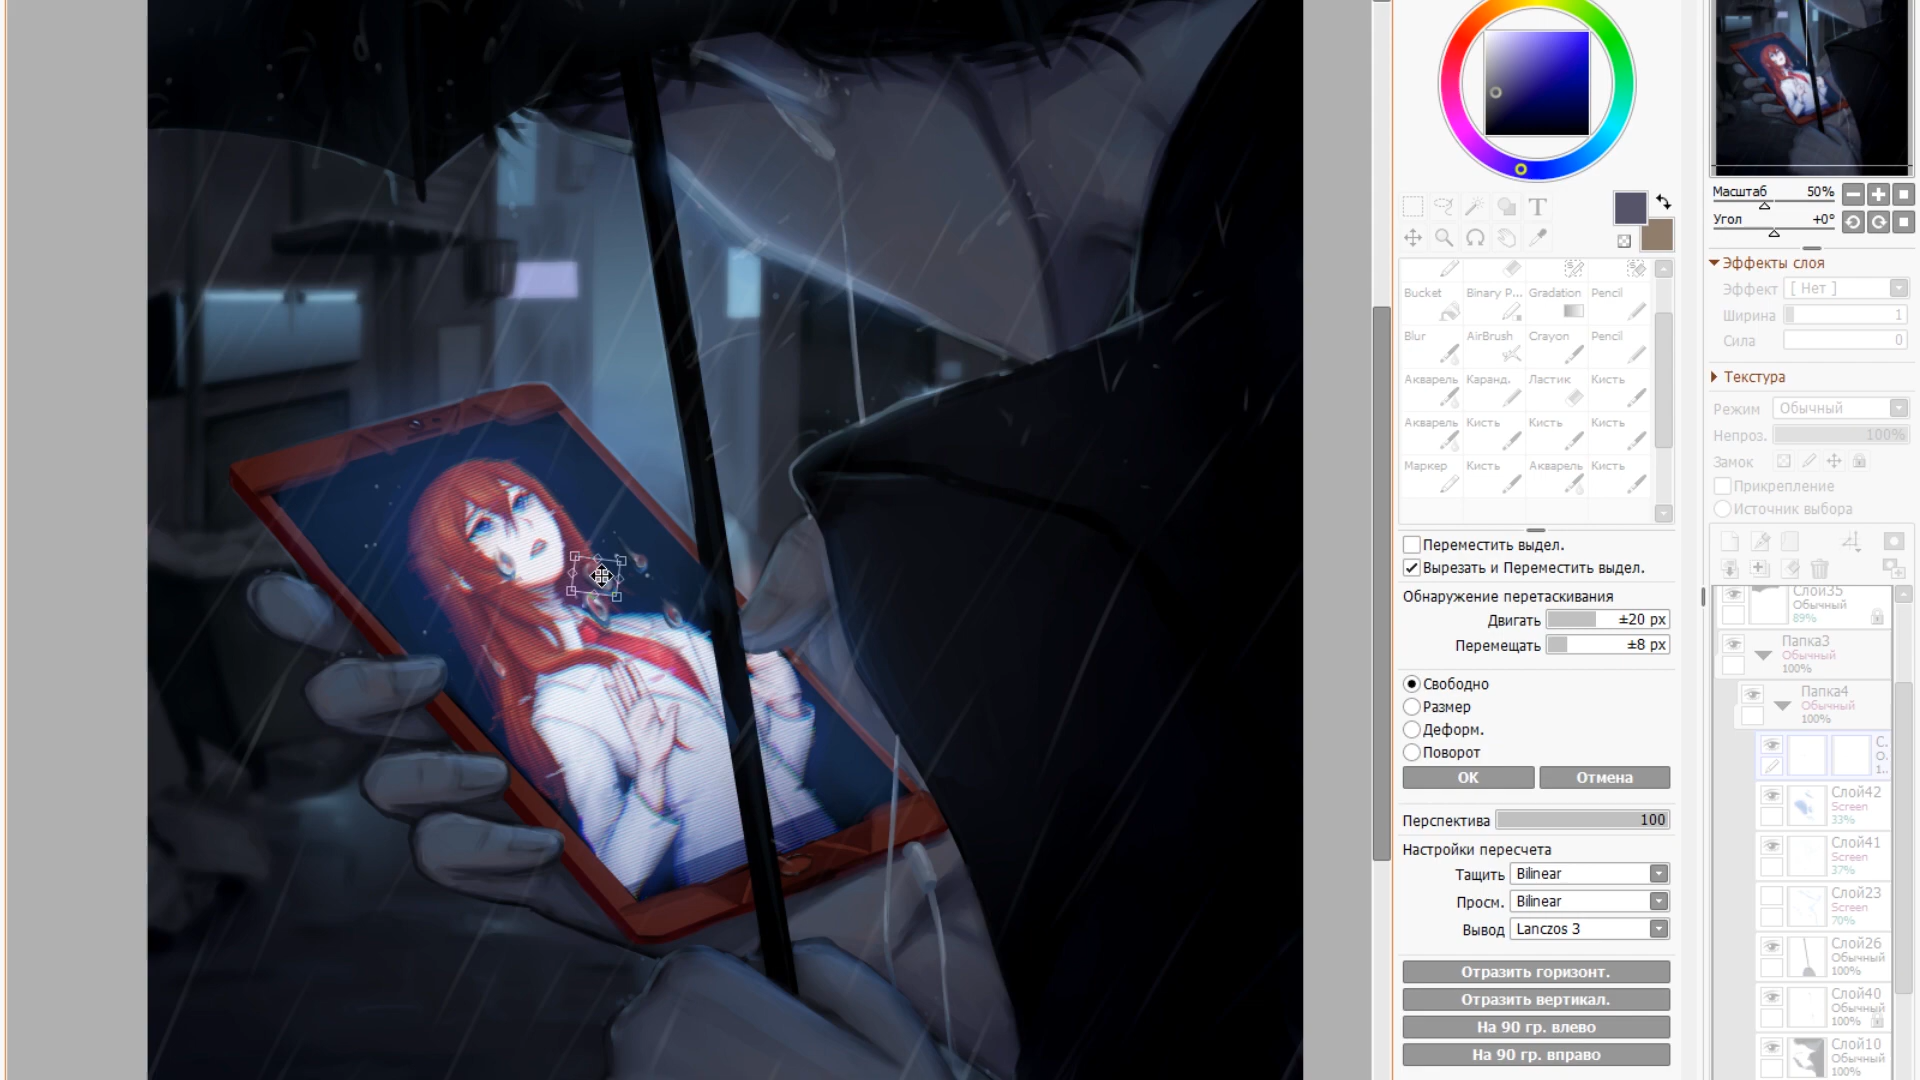 Масштаб 50%
Угол +0°
Эффекты слоя
Эффект [ Нет ]
Ширина 1
Сила 0
Текстура
Режим Обычный
Непроз. 100%
Замок
Прикрепление
Источник выбора
T
Bucket Binary P... Gradation Pencil
Blur AirBrush Crayon Pencil
Акварель Каранд. Ластик Кисть
Акварель Кисть Кисть Кисть
Маркер Кисть Акварель Кисть
Переместить выдел.
Вырезать и Переместить выдел.
Обнаружение перетаскивания
Двигать ±20 px
Перемещать ±8 px
Свободно
Размер
Деформ.
Поворот
OK Отмена
Перспектива 100
Настройки пересчета
Тащить Bilinear
Просм. Bilinear
Вывод Lanczos 3
Отразить горизонт.
Отразить вертикал.
На 90 гр. влево
На 90 гр. вправо
Слой35
Обычный
89%
Папка3
Обычный
100%
Папка4
Обычный
100%
С.
О.
1..
Слой42
Screen
33%
Слой41
Screen
37%
Слой23
Screen
70%
Слой26
Обычный
100%
Слой40
Обычный
100%
Слой10
Обычный
100%